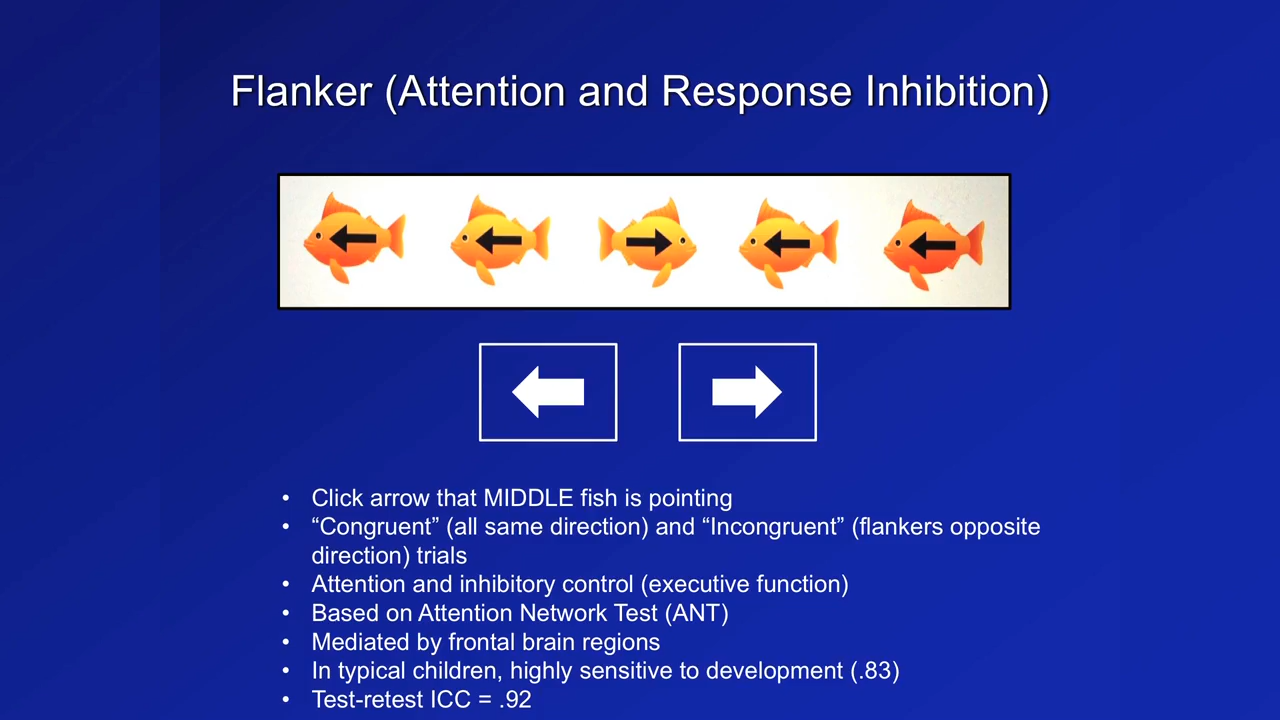 Flanker (Attention and Response Inhibition)
• Click arrow that MIDDLE fish is pointing
• “Congruent” (all same direction) and “Incongruent” (flankers opposite
direction) trials
• Attention and inhibitory control (executive function)
• Based on Attention Network Test (ANT)
• Mediated by frontal brain regions
• In typical children, highly sensitive to development (.83)
• Test-retest ICC = .92